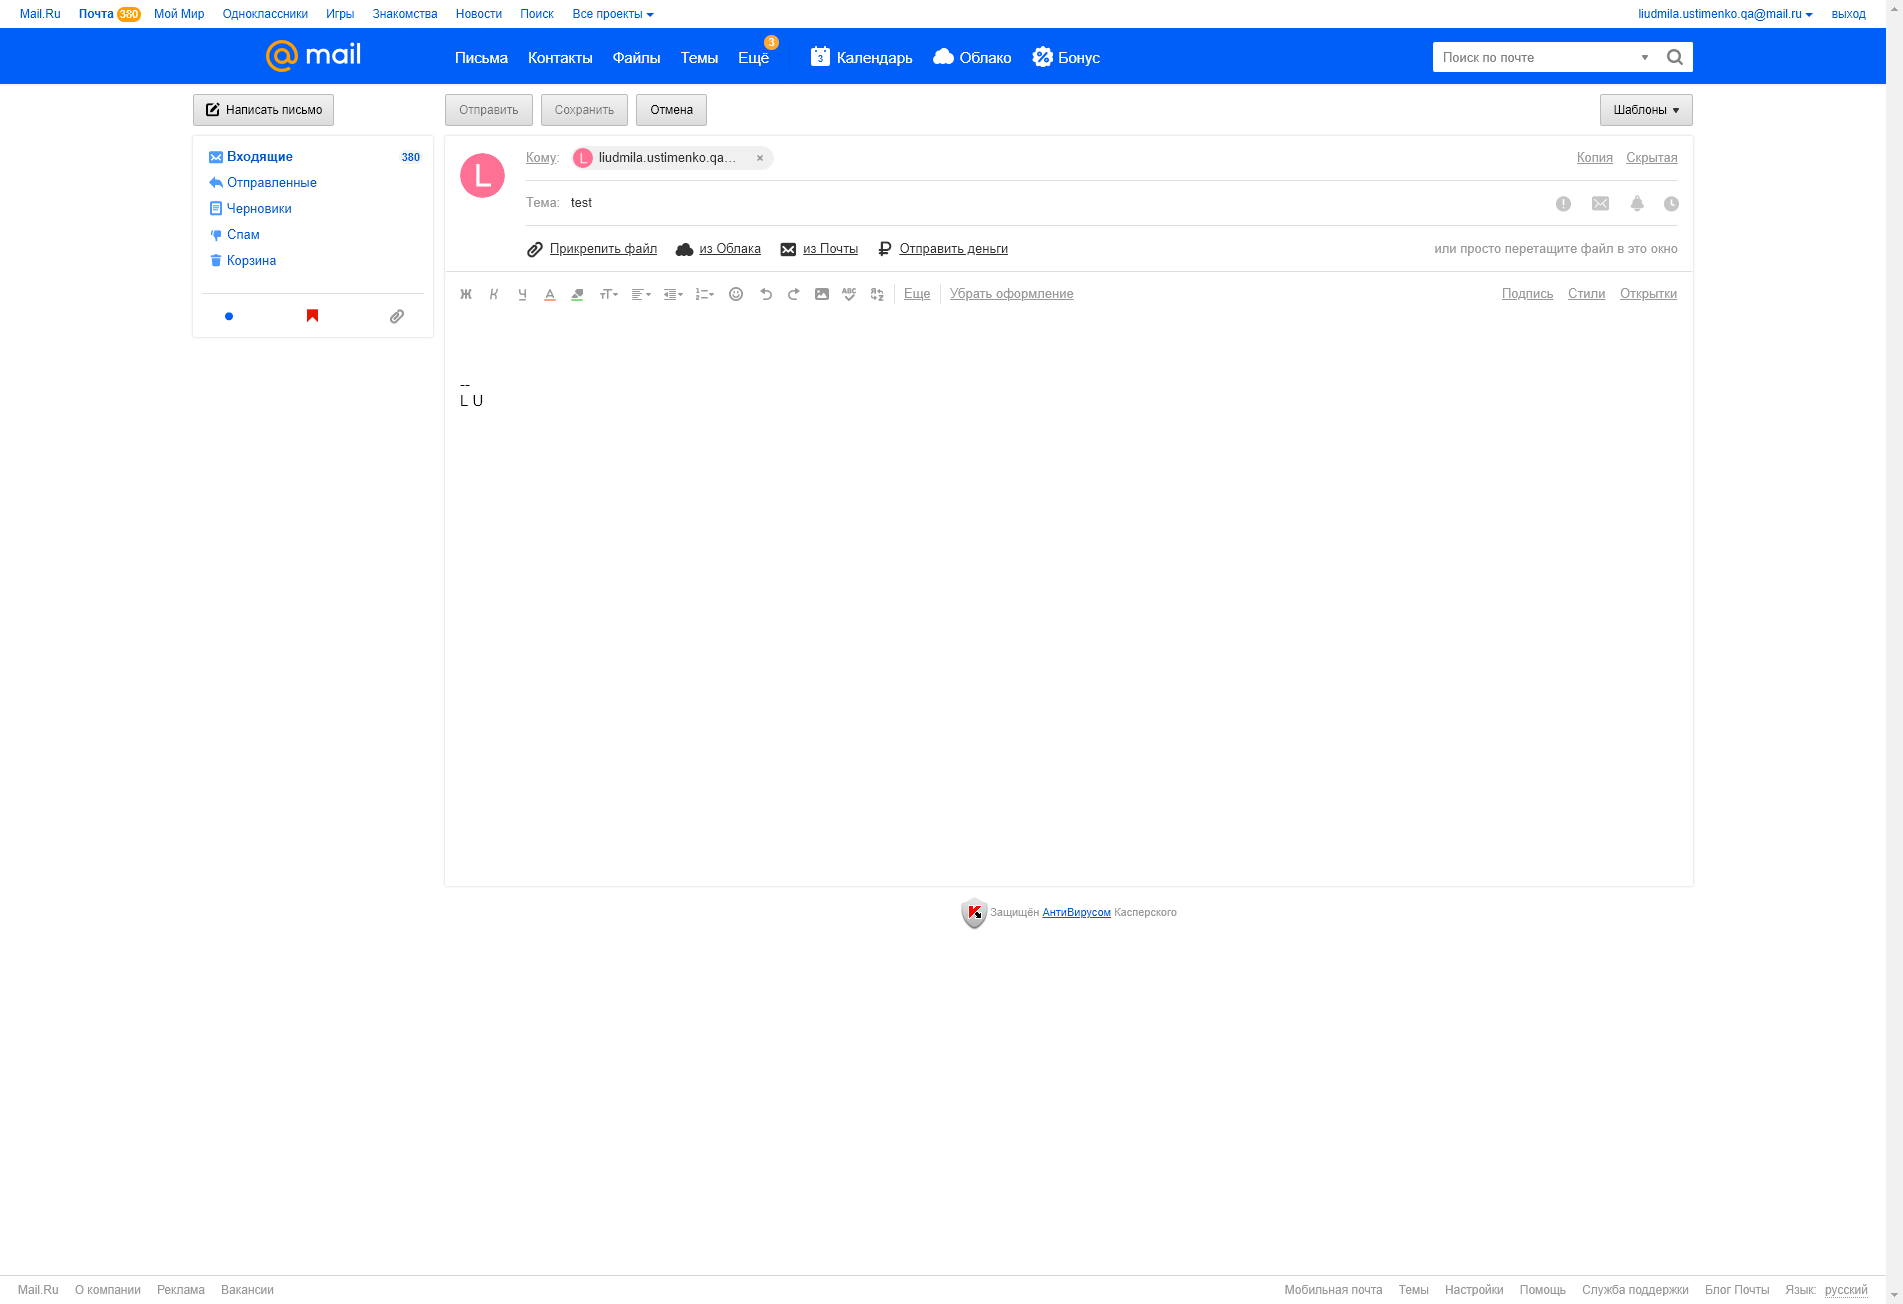 Mail.Ru Почта 380 Мой Мир Одноклассники Игры Знакомства Новости Поиск Все проекты liudmila.ustimenko.qa@mail.ru выход
@mail Письма Контакты Файлы Темы Ещё 3 3 Календарь Облако Бонус Поиск по почте
Написать письмо Отправить Сохранить Отмена Шаблоны
Входящие 380
Отправленные
Черновики
Спам
Корзина
L Кому: L liudmila.ustimenko.qa... × Копия Скрытая
Тема: test
Прикрепить файл из Облака из Почты Отправить деньги или просто перетащите файл в это окно
Ж К Ч А тТ ABC Еще Убрать оформление Подпись Стили Открытки
--
L U
Защищён АнтиВирусом Касперского
Mail.Ru О компании Реклама Вакансии Мобильная почта Темы Настройки Помощь Служба поддержки Блог Почты Язык: русский